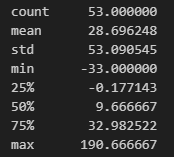 count 53.000000
mean 28.696248
std 53.090545
min -33.000000
25% -0.177143
50% 9.666667
75% 32.982522
max 190.666667